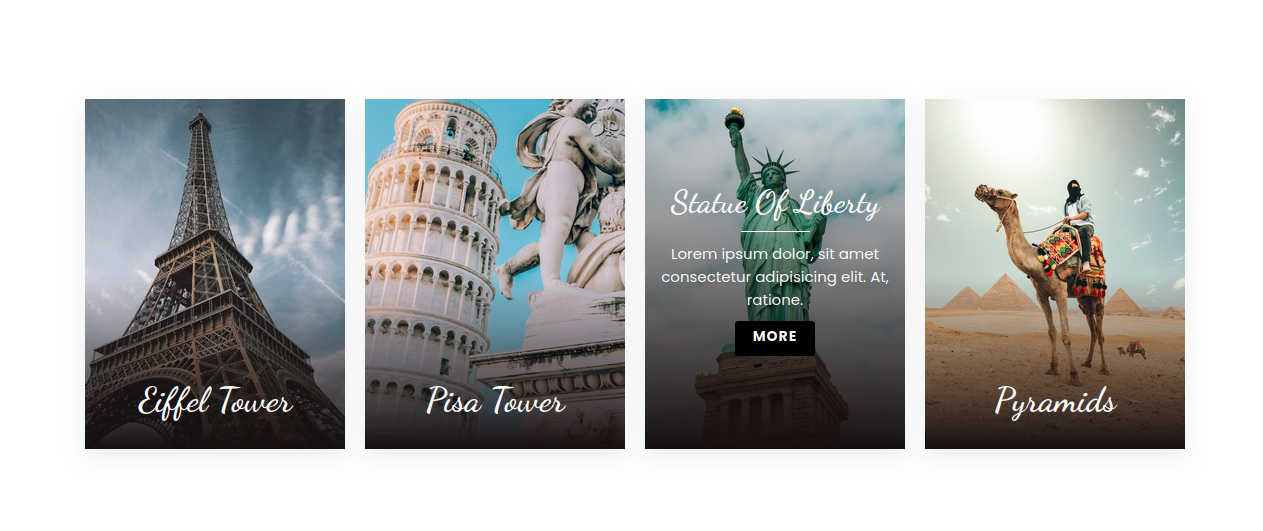 Eiffel Tower
Pisa Tower
Statue Of Liberty
Lorem ipsum dolor, sit amet
consectetur adipisicing elit. At,
ratione.
MORE
Pyramids